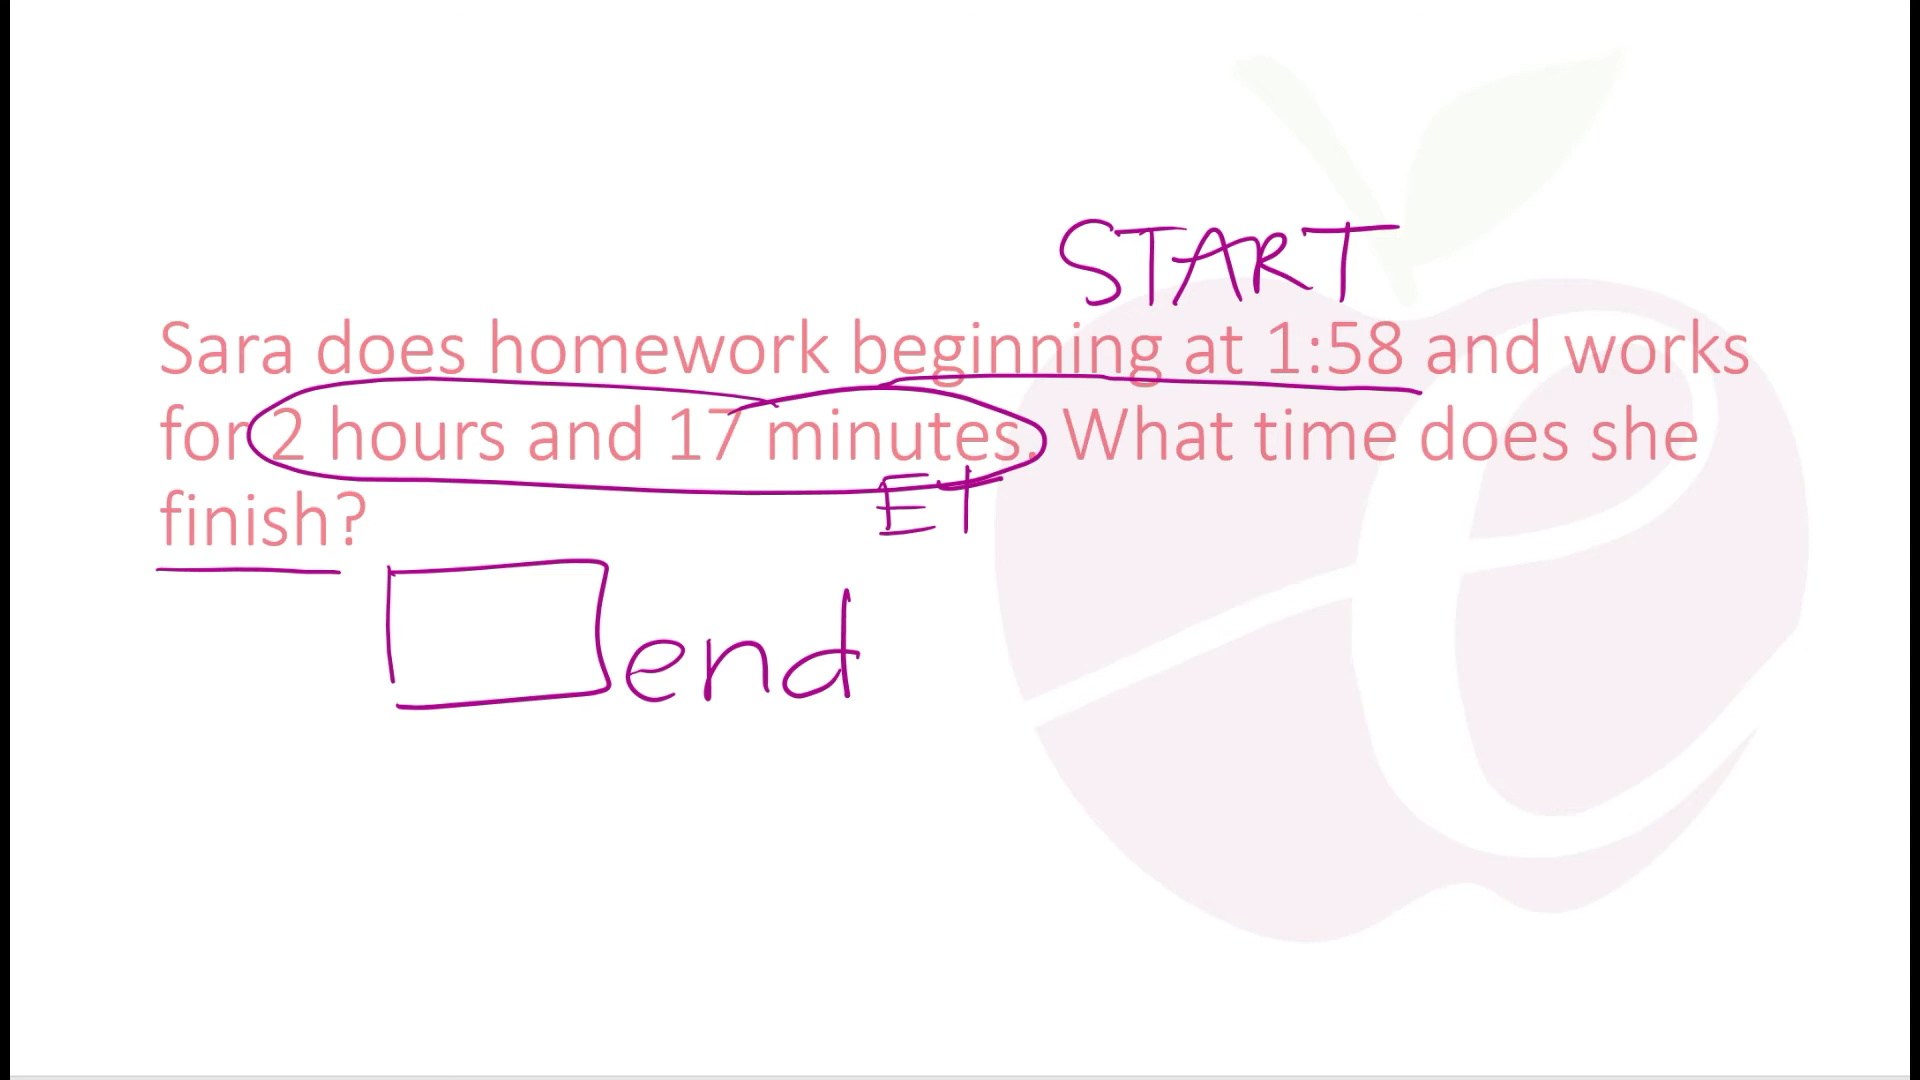 START
Sara does homework beginning at 1:58 and works
for 2 hours and 17 minutes. What time does she
ET
finish?
end